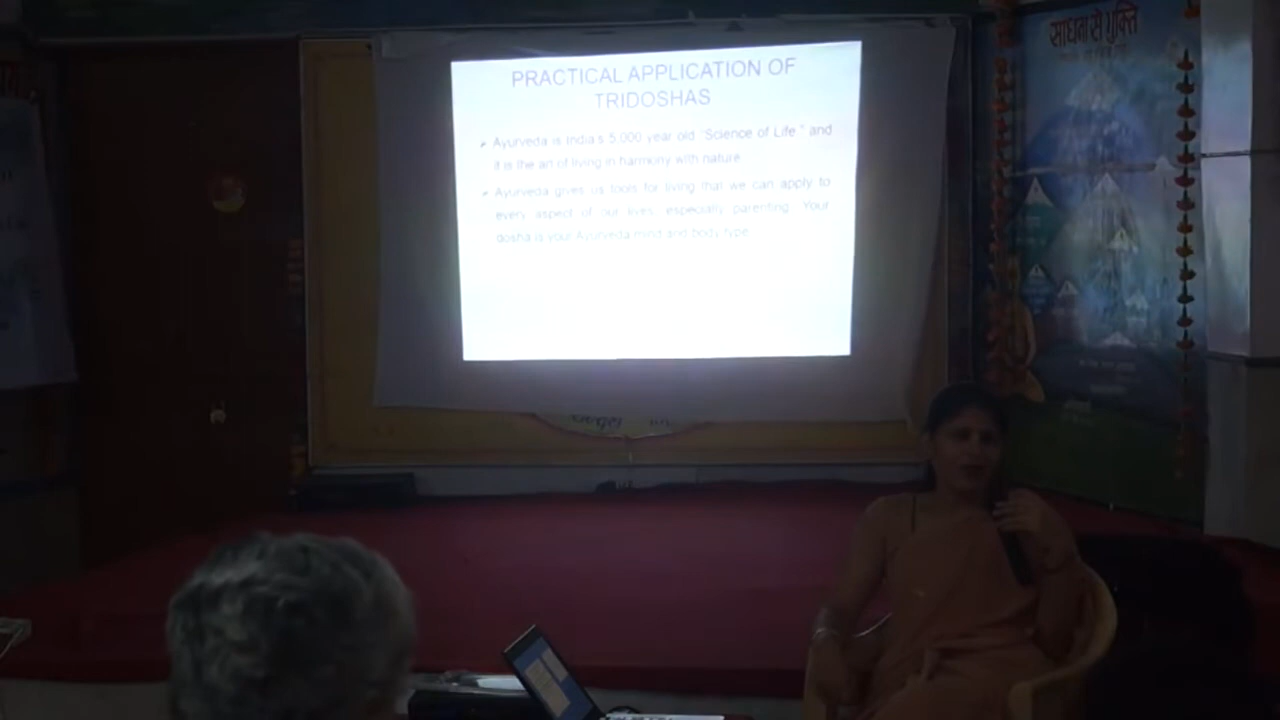 साधना से मुक्ति
PRACTICAL APPLICATION OF
TRIDOSHAS
➢ Ayurveda is India's 5,000 year old "Science of Life" and
it is the art of living in harmony with nature.
➢ Ayurveda gives us tools for living that we can apply to
every aspect of our lives, especially parenting. Your
dosha is your Ayurveda mind and body type.